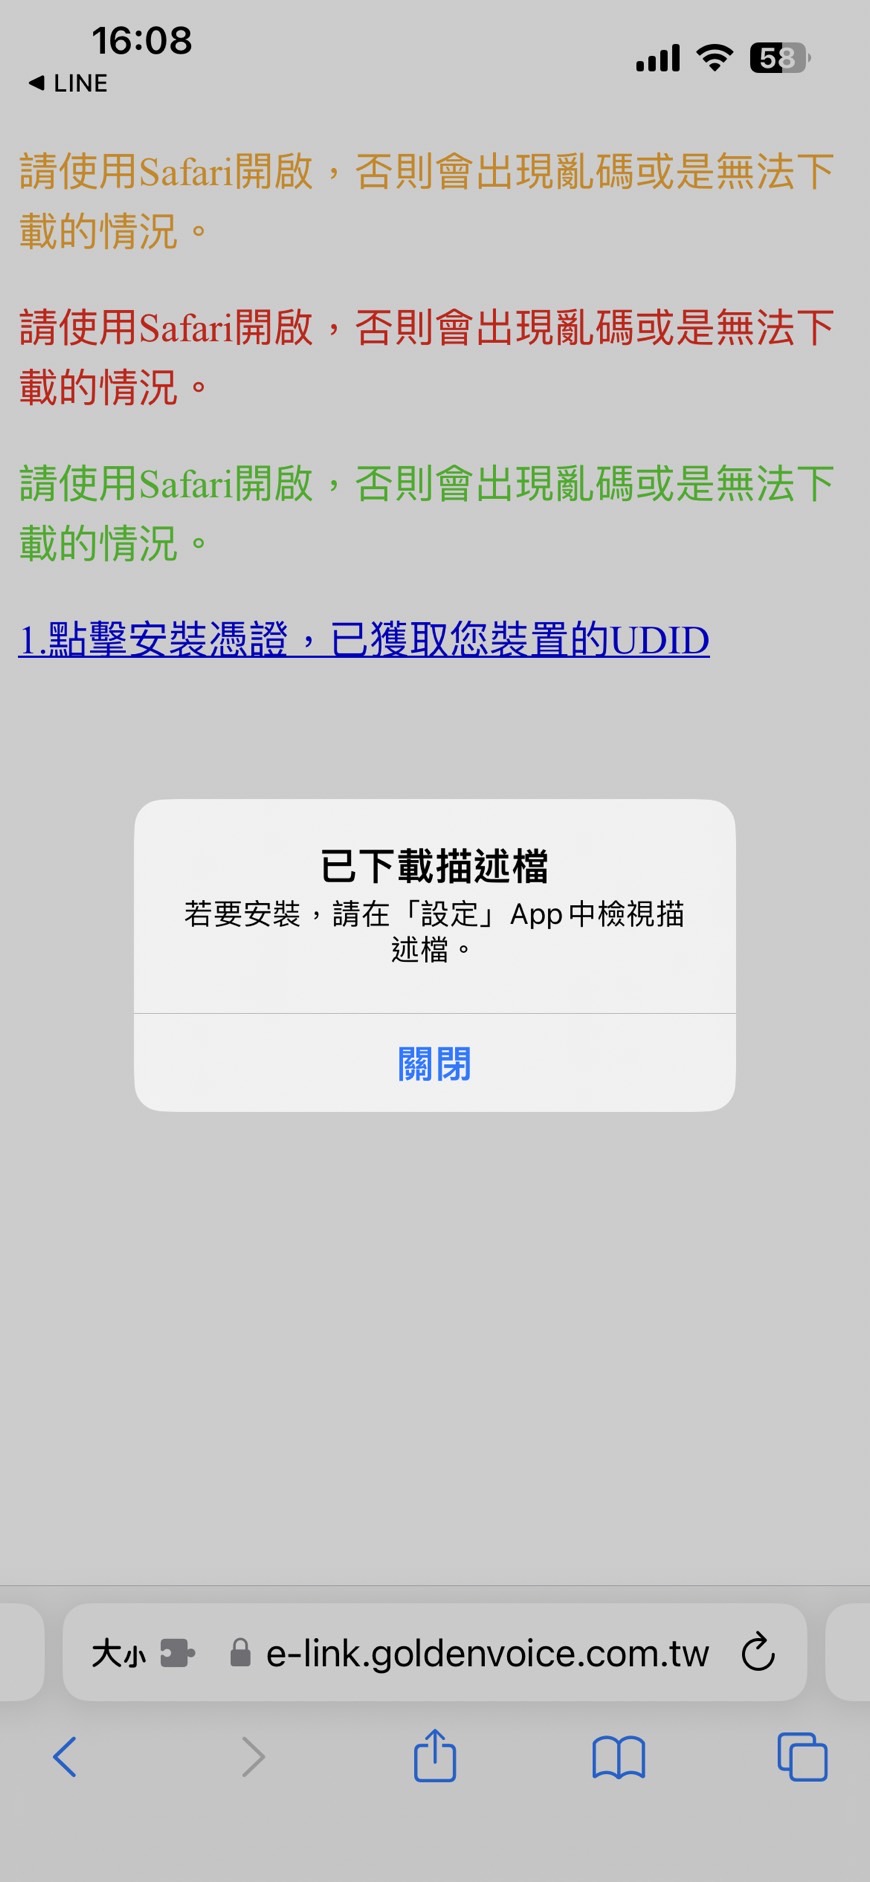 16:08
58
◀ LINE
請使用Safari開啟，否則會出現亂碼或是無法下
載的情況。
請使用Safari開啟，否則會出現亂碼或是無法下
載的情況。
請使用Safari開啟，否則會出現亂碼或是無法下
載的情況。
1.點擊安裝憑證，已獲取您裝置的UDID
已下載描述檔
若要安裝，請在「設定」App 中檢視描
述檔。
關閉
大小 e-link.goldenvoice.com.tw